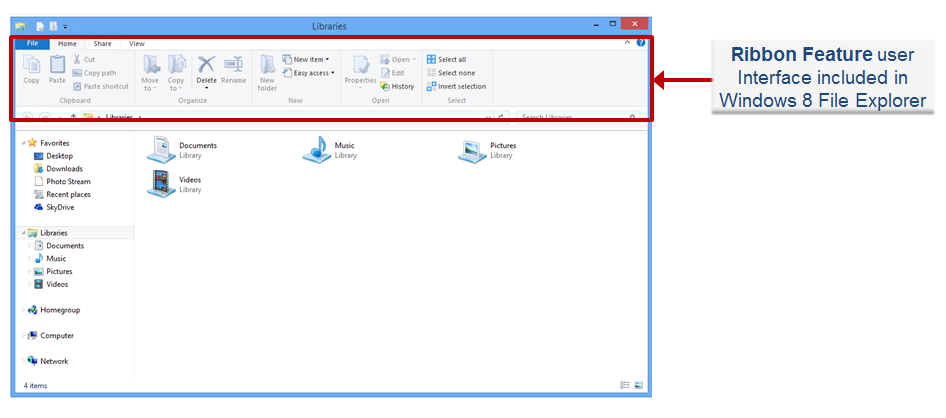 Libraries
File Home Share View
Copy
Paste
Cut
Copy path
Paste shortcut
Clipboard
Move to
Copy to
Delete
Rename
Organize
New folder
New item
Easy access
New
Properties
Open
Edit
History
Open
Select all
Select none
Invert selection
Select
Libraries
Search Libraries
Ribbon Feature user
Interface included in
Windows 8 File Explorer
Favorites
Desktop
Downloads
Photo Stream
Recent places
SkyDrive
Libraries
Documents
Music
Pictures
Videos
Homegroup
Computer
Network
Documents
Library
Music
Library
Pictures
Library
Videos
Library
4 items